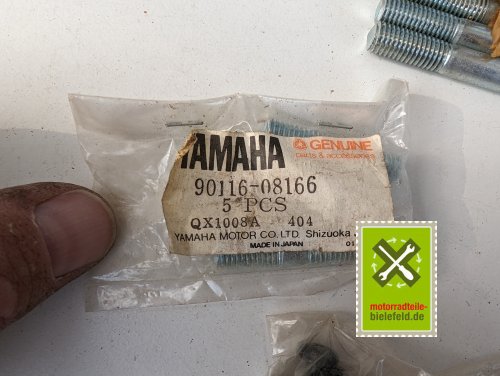 YAMAHA
GENUINE
parts & accessories
90116-08166
5 PCS
QX1008A 404
YAMAHA MOTOR CO. LTD. Shizuoka
MADE IN JAPAN 01
motorradteile-
bielefeld.de